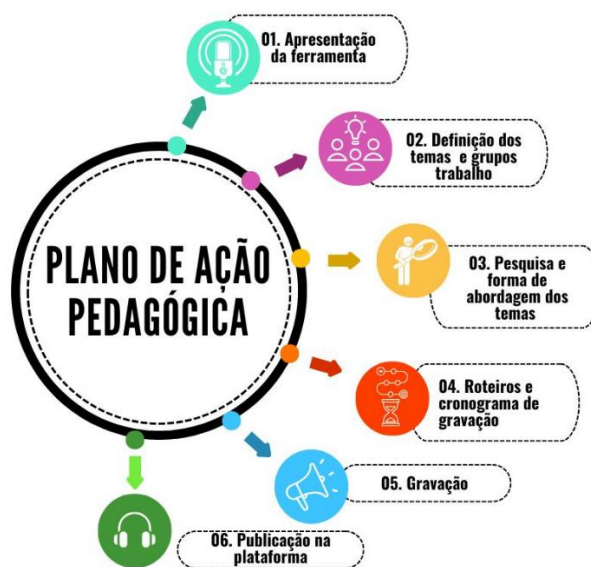 PLANO DE AÇÃO
PEDAGÓGICA
01. Apresentação
da ferramenta
02. Definição dos
temas e grupos
trabalho
03. Pesquisa e
forma de
abordagem dos
temas
04. Roteiros e
cronograma de
gravação
05. Gravação
06. Publicação na
plataforma